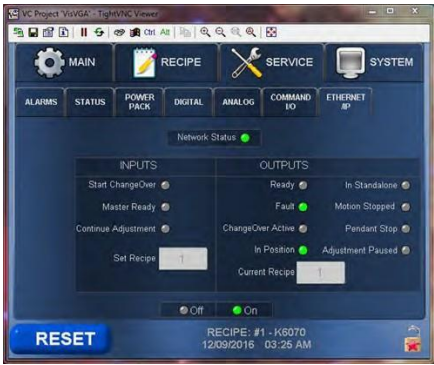 VC Project 'VisVGA' - TightVNC Viewer
Ctrl Alt
MAIN RECIPE SERVICE SYSTEM
ALARMS STATUS POWER PACK DIGITAL ANALOG COMMAND I/O ETHERNET /IP
Network Status
INPUTS OUTPUTS
Start ChangeOver Ready In Standalone
Master Ready Fault Motion Stopped
Continue Adjustment ChangeOver Active Pendant Stop
In Position Adjustment Paused
Set Recipe 1
Current Recipe 1
Off On
RESET
RECIPE: #1 - K6070
12/09/2016 03:25 AM